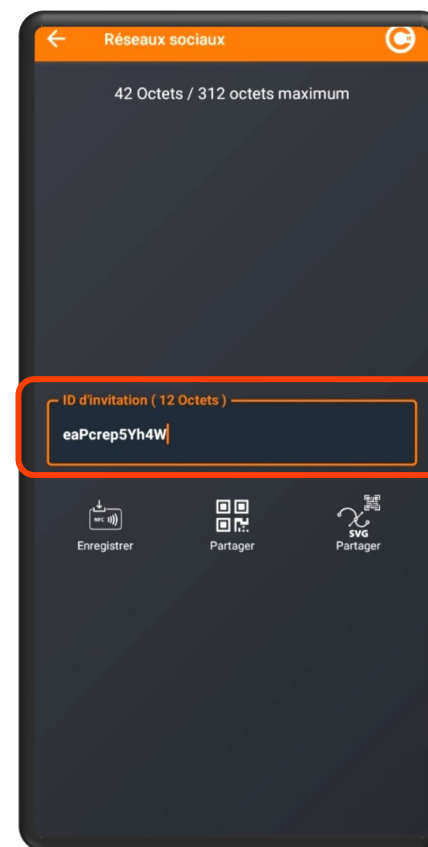 Réseaux sociaux
42 Octets / 312 octets maximum
ID d'invitation ( 12 Octets )
eaPcrep5Yh4W
NFC
Enregistrer
Partager
SVG
Partager